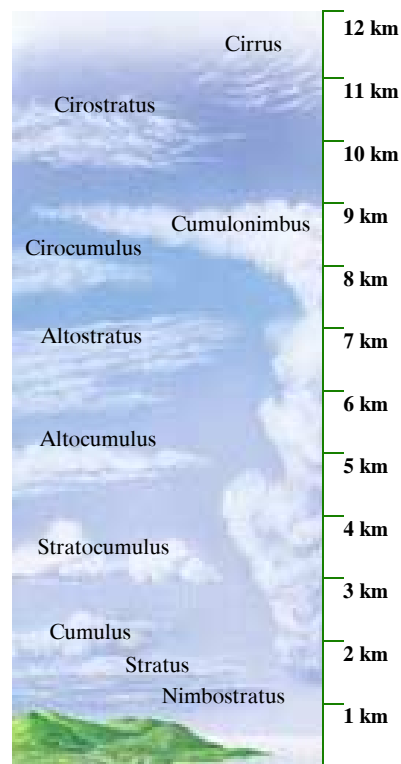 12 km
Cirrus
11 km
Cirostratus
10 km
9 km
Cumulonimbus
Cirocumulus
8 km
Altostratus
7 km
6 km
Altocumulus
5 km
4 km
Stratocumulus
3 km
Cumulus
2 km
Stratus
Nimbostratus
1 km